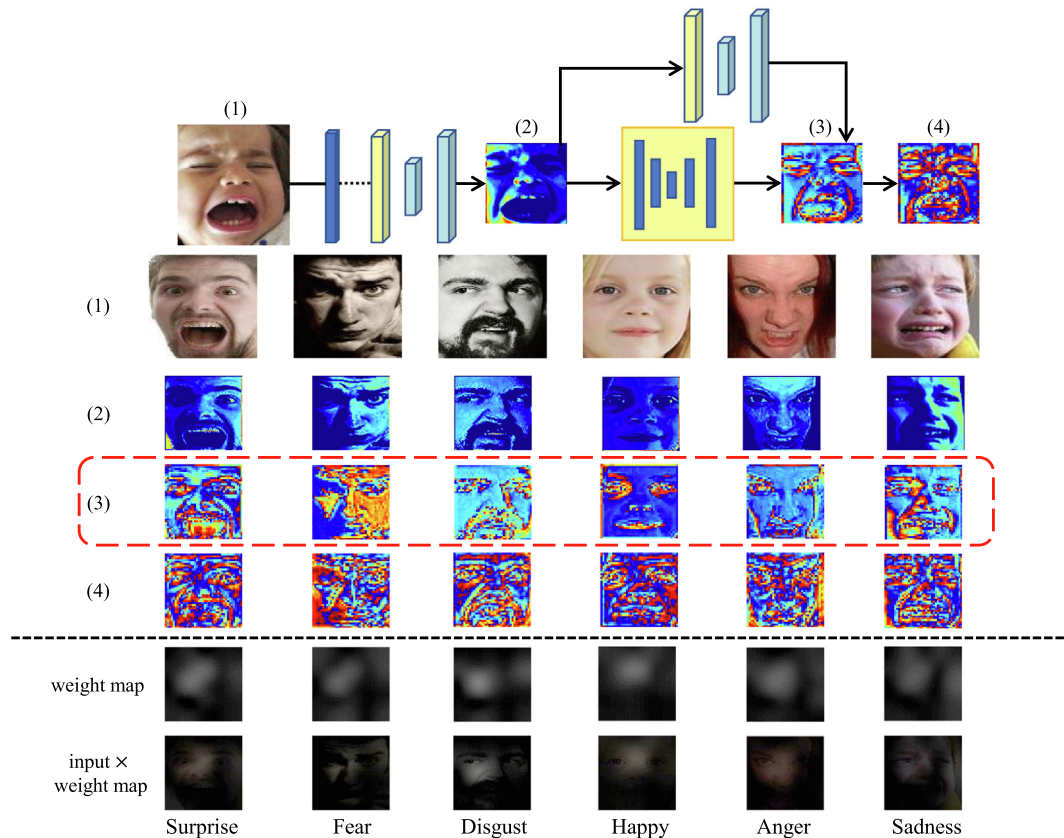 (1)
(2)
(3)
(4)
(1)
(2)
(3)
(4)
weight map
input ×
weight map
Surprise Fear Disgust Happy Anger Sadness